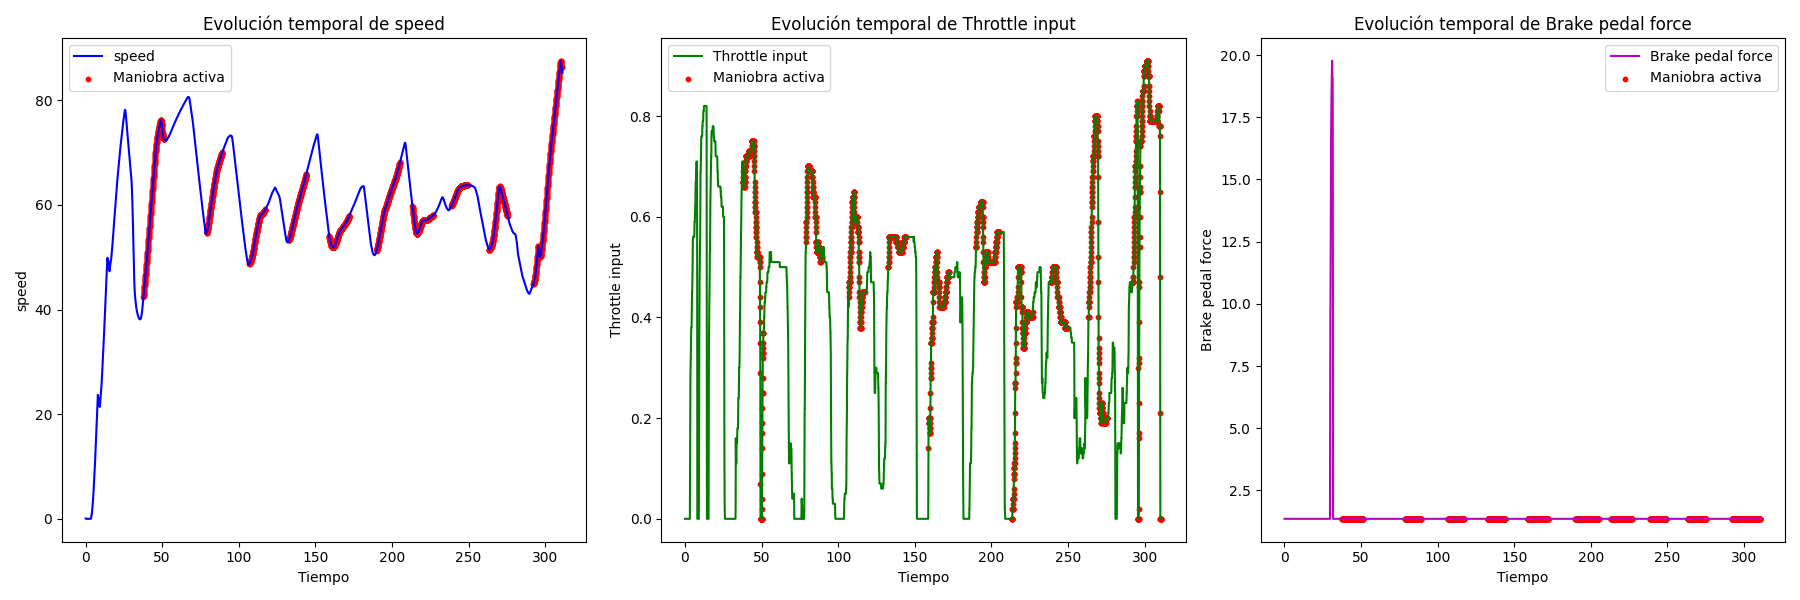 Evolución temporal de speed
speed
Maniobra activa
speed
80
60
40
20
0
0 50 100 150 200 250 300
Tiempo
Evolución temporal de Throttle input
Throttle input
Maniobra activa
Throttle input
0.8
0.6
0.4
0.2
0.0
0 50 100 150 200 250 300
Tiempo
Evolución temporal de Brake pedal force
Brake pedal force
Maniobra activa
Brake pedal force
20.0
17.5
15.0
12.5
10.0
7.5
5.0
2.5
0 50 100 150 200 250 300
Tiempo